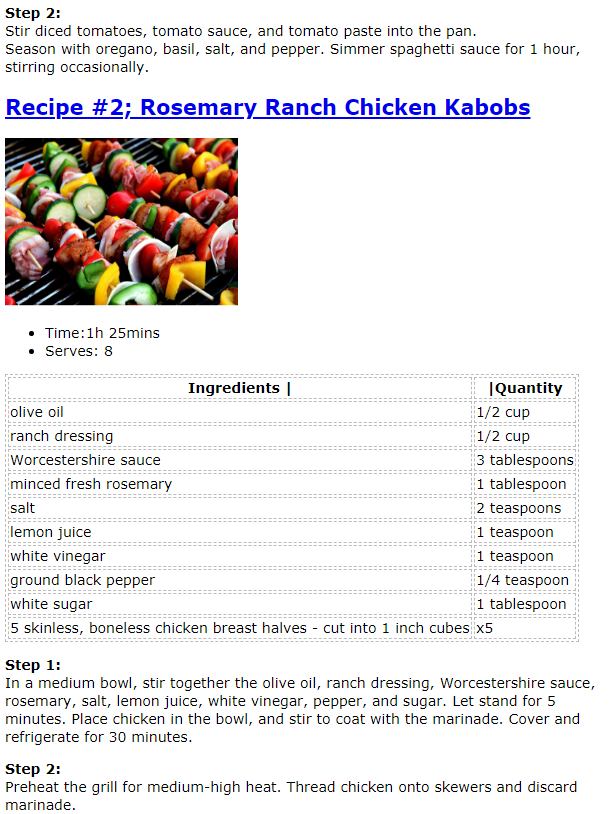 Step 2:
Stir diced tomatoes, tomato sauce, and tomato paste into the pan.
Season with oregano, basil, salt, and pepper. Simmer spaghetti sauce for 1 hour,
stirring occasionally.
Recipe #2; Rosemary Ranch Chicken Kabobs
Time:1h 25mins
Serves: 8
Ingredients | |Quantity
olive oil 1/2 cup
ranch dressing 1/2 cup
Worcestershire sauce 3 tablespoons
minced fresh rosemary 1 tablespoon
salt 2 teaspoons
lemon juice 1 teaspoon
white vinegar 1 teaspoon
ground black pepper 1/4 teaspoon
white sugar 1 tablespoon
5 skinless, boneless chicken breast halves - cut into 1 inch cubes x5
Step 1:
In a medium bowl, stir together the olive oil, ranch dressing, Worcestershire sauce,
rosemary, salt, lemon juice, white vinegar, pepper, and sugar. Let stand for 5
minutes. Place chicken in the bowl, and stir to coat with the marinade. Cover and
refrigerate for 30 minutes.
Step 2:
Preheat the grill for medium-high heat. Thread chicken onto skewers and discard
marinade.